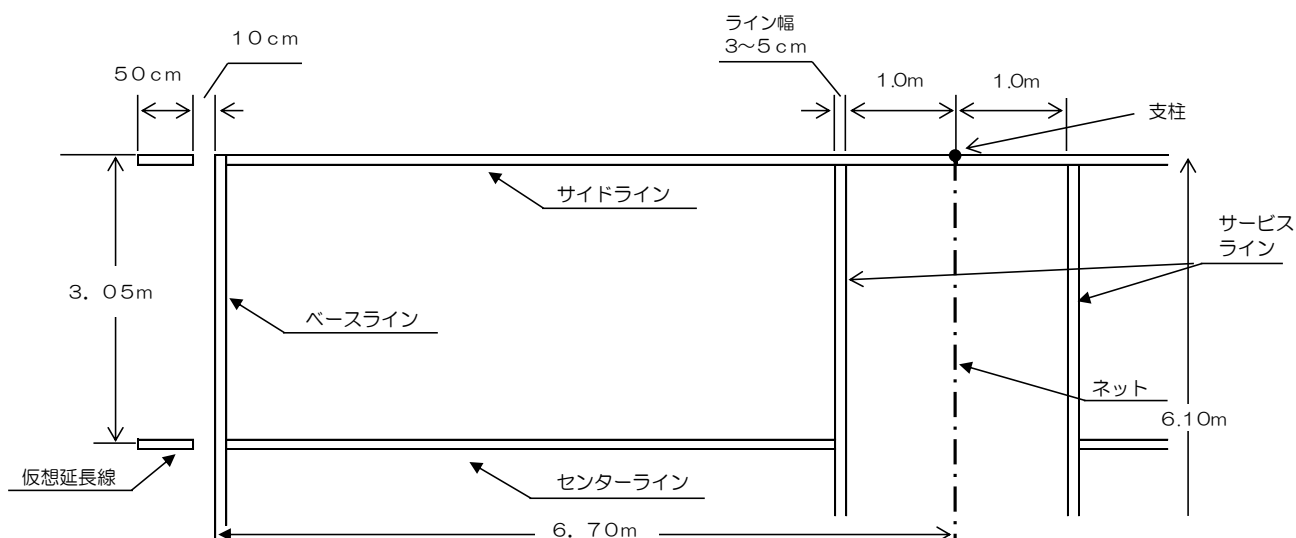 ライン幅
3~5cm
10cm
50cm
1.0m
1.0m
支柱
サイドライン
サービス
ライン
3.05m
ベースライン
ネット
6.10m
仮想延長線
センターライン
6.70m